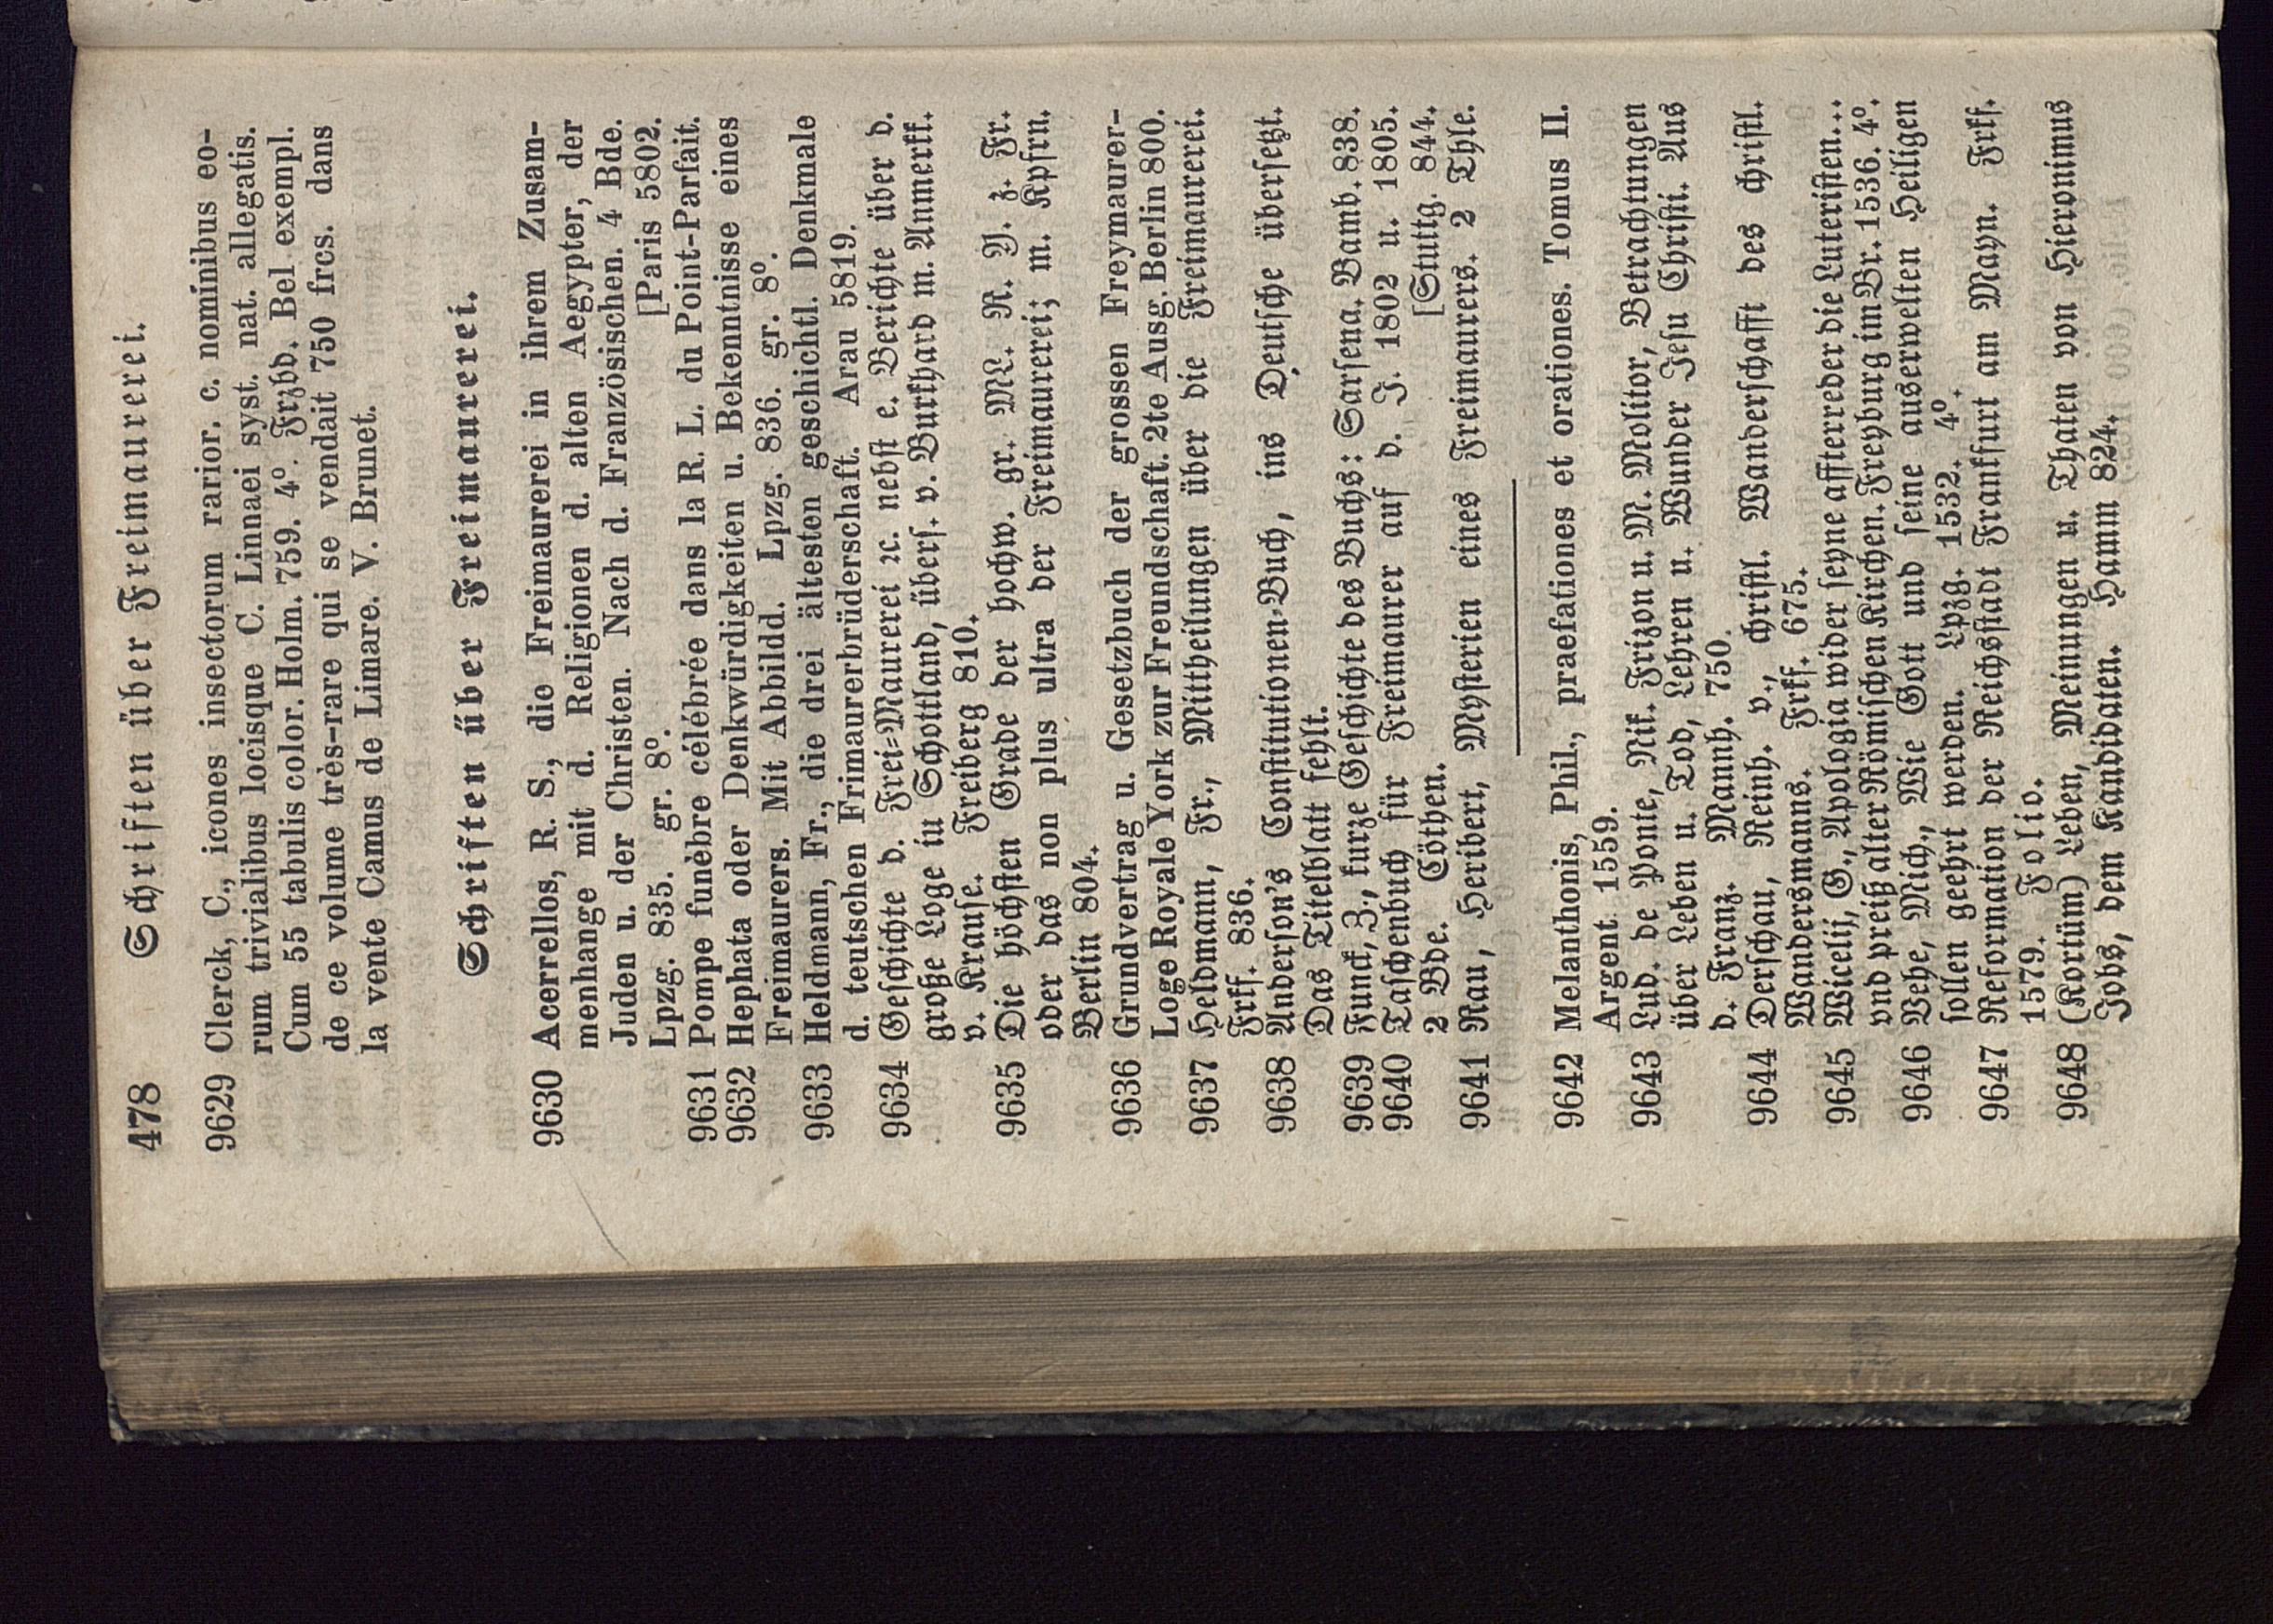 478 Schriften über Freimaurerei.
9629 Clerck, C., icones insectorum rarior. c. nominibus eo-
rum trivialibus locisque C. Linnaei syst. nat. allegatis.
Cum 55 tabulis color. Holm. 759. 4º. Frzbd. Bel exempl.
de ce volume très-rare qui se vendait 750 frcs. dans
la vente Camus de Limare. V. Brunet.
Schriften über Freimaurerei.
9630 Acerrellos, R. S., die Freimaurerei in ihrem Zusam-
menhange mit d. Religionen d. alten Aegypter, der
Juden u. der Christen. Nach d. Französischen. 4 Bde.
Lpzg. 835. gr. 8º. [Paris 5802.
9631 Pompe funèbre célébrée dans la R. L. du Point-Parfait.
9632 Hephata oder Denkwürdigkeiten u. Bekenntnisse eines
Freimaurers. Mit Abbildd. Lpzg. 836. gr. 8º.
9633 Heldmann, Fr., die drei ältesten geschichtl. Denkmale
d. teutschen Frimaurerbrüderschaft. Arau 5819.
9634 Geschichte d. Frei-Maurerei ꝛc. nebst e. Berichte über d.
große Loge in Schottland, übers. v. Burkhard m. Anmerkk.
v. Krause. Freiberg 810.
9635 Die höchsten Grade der hochw. gr. ML. R. Y. z. Fr.
oder das non plus ultra der Freimaurerei; m. Kpfrn.
Berlin 804.
9636 Grundvertrag u. Gesetzbuch der grossen Freymaurer-
Loge Royale York zur Freundschaft. 2te Ausg. Berlin 800.
9637 Heldmann, Fr., Mittheilungen über die Freimaurerei.
Frkf. 836.
9638 Anderson's Constitutionen-Buch, ins Deutsche übersetzt.
Das Titelblatt fehlt.
9639 Funck, Z., kurze Geschichte des Buchs: Sarsena. Bamb. 838.
9640 Taschenbuch für Freimaurer auf d. J. 1802 u. 1805.
2 Bde. Cöthen. [Stuttg. 844.
9641 Rau, Heribert, Mysterien eines Freimaurers. 2 Thle.
9642 Melanthonis, Phil., praefationes et orationes. Tomus II.
Argent. 1559.
9643 Lud. de Ponte, Nik. Frizon u. M. Molitor, Betrachtungen
über Leben u. Tod, Lehren u. Wunder Jesu Christi. Aus
d. Franz. Mannh. 750.
9644 Derschau, Reinh. v., christl. Wanderschafft des christl.
Wandersmanns. Frkf. 675.
9645 Wicelij, G., Apologia wider seyne affterreder die Luteristen...
vnd preiß alter Römischen Kirchen. Freyburg im Br. 1536. 4º.
9646 Vehe, Mich., Wie Gott und seine auserwelten Heiligen
sollen geehrt werden. Lpzg. 1532. 4º.
9647 Reformation der Reichsstadt Frankfurt am Mayn. Frkf.
1579. Folio.
9648 (Kortüm) Leben, Meinungen u. Thaten von Hieronimus
Jobs, dem Kandidaten. Hamm 824.